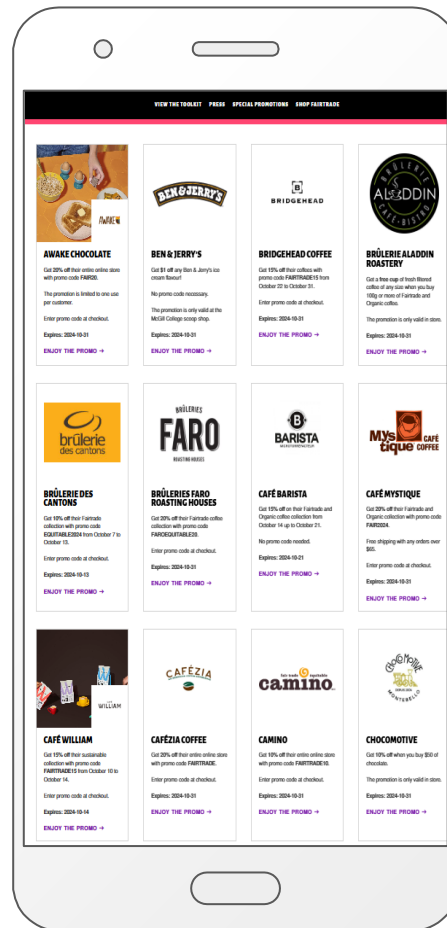 VIEW THE TOOLKIT PRESS SPECIAL PROMOTIONS SHOP FAIRTRADE
AWAKE
AWAKE CHOCOLATE
Get 20% off their entire online store
with promo code FAIR20.
The promotion is limited to one use
per customer.
Enter promo code at checkout.
Expires: 2024-10-31
ENJOY THE PROMO →
BEN & JERRY'S
BEN & JERRY'S
Get $1 off any Ben & Jerry's ice
cream flavour!
No promo code necessary.
The promotion is only valid at the
McGill College scoop shop.
Expires: 2024-10-31
ENJOY THE PROMO →
B
BRIDGEHEAD
BRIDGEHEAD COFFEE
Get 15% off their coffees with
promo code FAIRTRADE15 from
October 22 to October 31.
Enter promo code at checkout.
Expires: 2024-10-31
ENJOY THE PROMO →
BRÛLERIE
ALADDIN
CAFÉ-BISTRO
BRÛLERIE ALADDIN
ROASTERY
Get a free cup of fresh filtered
coffee of any size when you buy
100g or more of Fairtrade and
Organic coffee.
The promotion is only valid in store.
Expires: 2024-10-31
ENJOY THE PROMO →
brûlerie
des cantons
BRÛLERIE DES
CANTONS
Get 10% off their Fairtrade
collection with promo code
EQUITABLE2024 from October 7 to
October 13.
Enter promo code at checkout.
Expires: 2024-10-13
ENJOY THE PROMO →
BRÛLERIES
FARO
ROASTING HOUSES
BRÛLERIES FARO
ROASTING HOUSES
Get 20% off their Fairtrade coffee
collection with promo code
FAROEQUITABLE20.
Enter promo code at checkout.
Expires: 2024-10-31
ENJOY THE PROMO →
B
BARISTA
CAFÉ BARISTA
Get 15% off on their Fairtrade and
Organic coffee collection from
October 14 up to October 21.
No promo code needed.
Expires: 2024-10-21
ENJOY THE PROMO →
Mystique CAFÉ
COFFEE
CAFÉ MYSTIQUE
Get 20% off their Fairtrade and
Organic collection with promo code
FAIR2024.
Free shipping with any orders over
$65.
Enter promo code at checkout.
Expires: 2024-10-31
ENJOY THE PROMO →
WILLIAM
CAFÉ WILLIAM
Get 15% off their sustainable
collection with promo code
FAIRTRADE15 from October 10 to
October 14.
Enter promo code at checkout.
Expires: 2024-10-14
ENJOY THE PROMO →
CAFÉZIA
CAFÉZIA COFFEE
Get 20% off their entire online store
with promo code FAIRTRADE.
Enter promo code at checkout.
Expires: 2024-10-31
ENJOY THE PROMO →
fair trade équitable
camino
CAMINO
Get 10% off their entire online store
with promo code FAIRTRADE10.
Enter promo code at checkout.
Expires: 2024-10-31
ENJOY THE PROMO →
CHOCOMOTIVE
MONTEBELLO
CHOCOMOTIVE
Get 10% off when you buy $50 of
chocolate.
The promotion is only valid in store.
Expires: 2024-10-31
ENJOY THE PROMO →